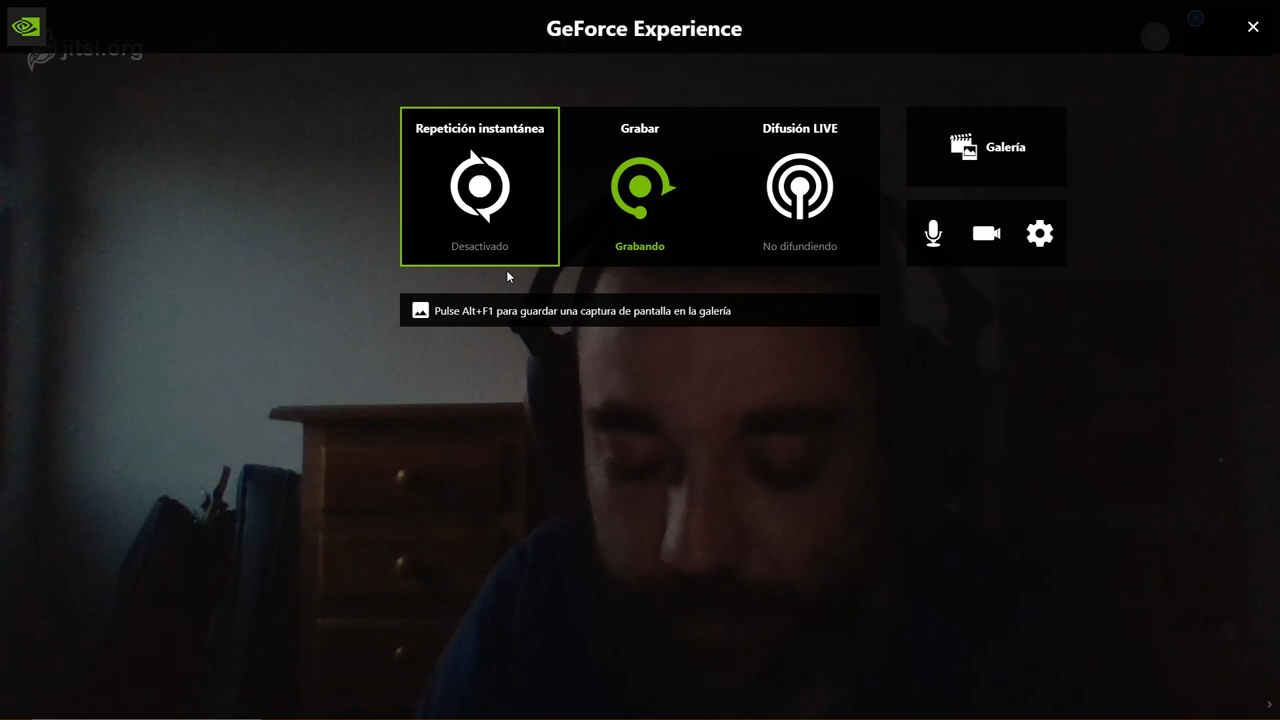 GeForce Experience
jitsi.org
Repetición instantánea
Grabar
Difusión LIVE
Galería
Desactivado
Grabando
No difundiendo
Pulse Alt+F1 para guardar una captura de pantalla en la galería